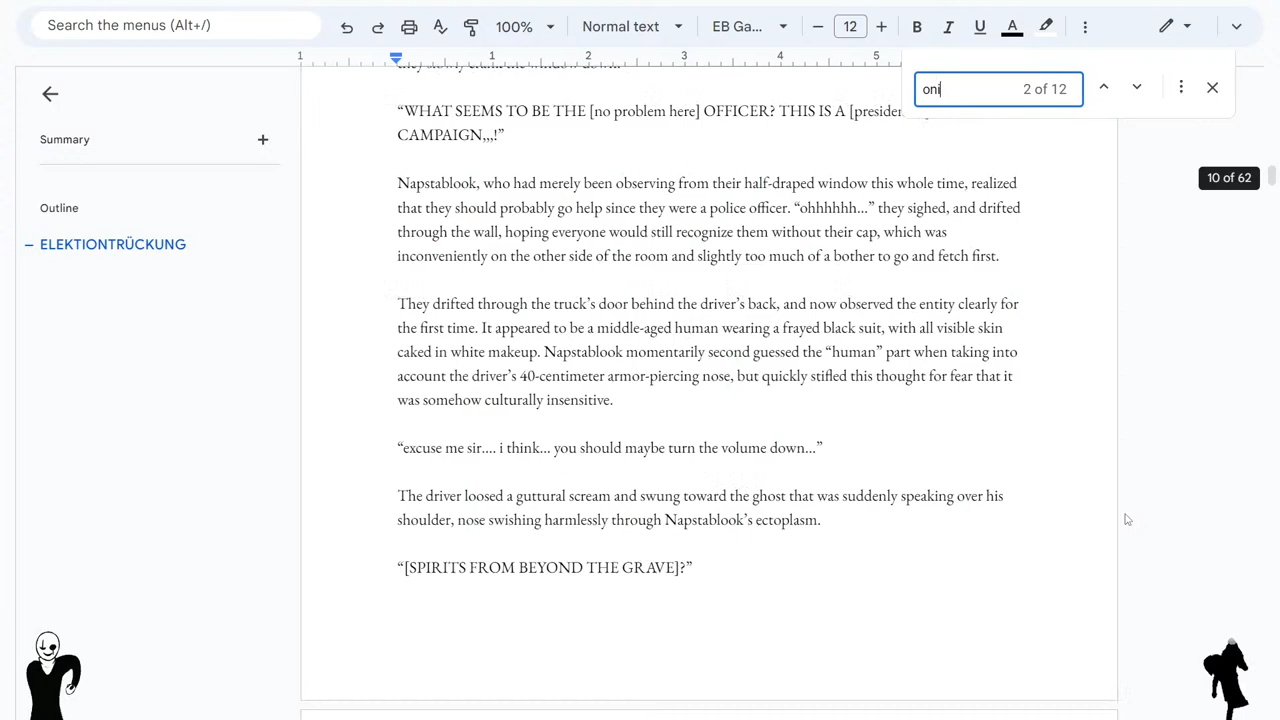 Search the menus (Alt+/)
100%
Normal text
EB Ga...
12
B
I
U
A
1
1
2
3
4
5
oni
2 of 12
Summary
Outline
ELEKTIONTRÜCKUNG
10 of 62
“WHAT SEEMS TO BE THE [no problem here] OFFICER? THIS IS A
CAMPAIGN,,,!”
Napstablook, who had merely been observing from their half-draped window this whole time, realized
that they should probably go help since they were a police officer. “ohhhhhh...” they sighed, and drifted
through the wall, hoping everyone would still recognize them without their cap, which was
inconveniently on the other side of the room and slightly too much of a bother to go and fetch first.
They drifted through the truck’s door behind the driver’s back, and now observed the entity clearly for
the first time. It appeared to be a middle-aged human wearing a frayed black suit, with all visible skin
caked in white makeup. Napstablook momentarily second guessed the “human” part when taking into
account the driver’s 40-centimeter armor-piercing nose, but quickly stifled this thought for fear that it
was somehow culturally insensitive.
“excuse me sir.... i think... you should maybe turn the volume down...”
The driver loosed a guttural scream and swung toward the ghost that was suddenly speaking over his
shoulder, nose swishing harmlessly through Napstablook’s ectoplasm.
“[SPIRITS FROM BEYOND THE GRAVE]?”